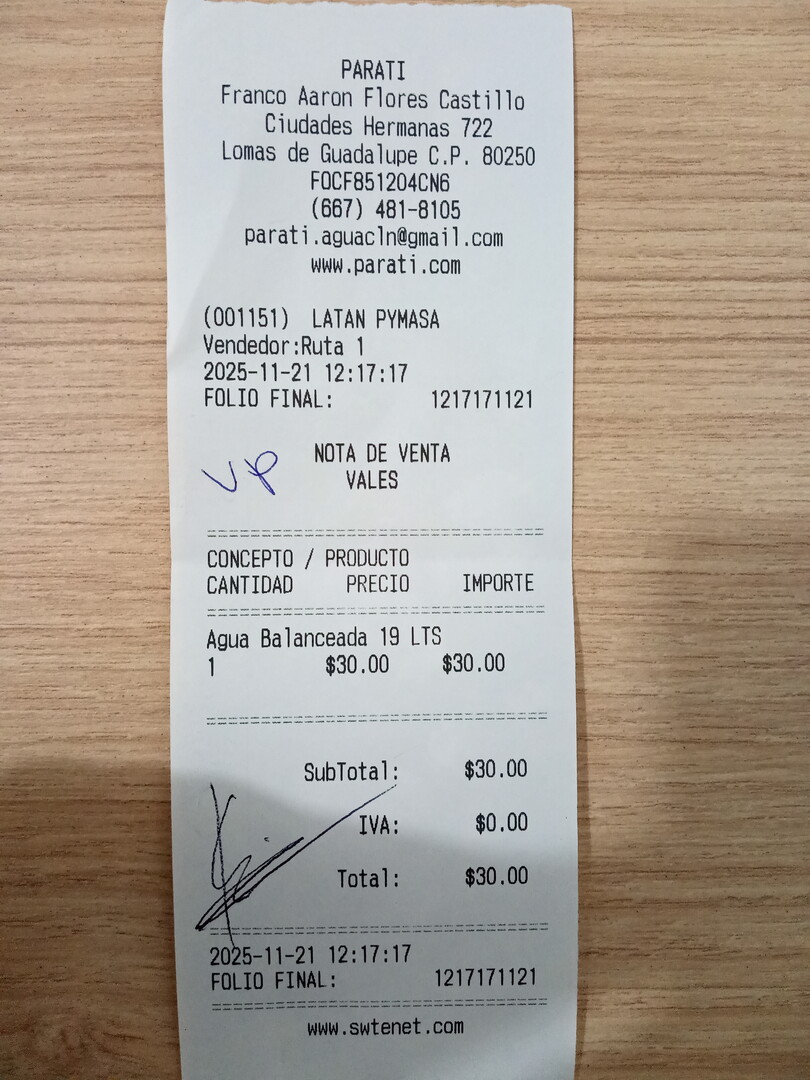 PARATI
Franco Aaron Flores Castillo
Ciudades Hermanas 722
Lomas de Guadalupe C.P. 80250
FOCF851204CN6
(667) 481-8105
parati.aguacln@gmail.com
www.parati.com
(001151) LATAN PYMASA
Vendedor:Ruta 1
2025-11-21 12:17:17
FOLIO FINAL: 1217171121
NOTA DE VENTA
VP VALES
================================
CONCEPTO / PRODUCTO
CANTIDAD PRECIO IMPORTE
================================
Agua Balanceada 19 LTS
1 $30.00 $30.00
================================
SubTotal: $30.00
IVA: $0.00
Total: $30.00
================================
2025-11-21 12:17:17
FOLIO FINAL: 1217171121
================================
www.swtenet.com